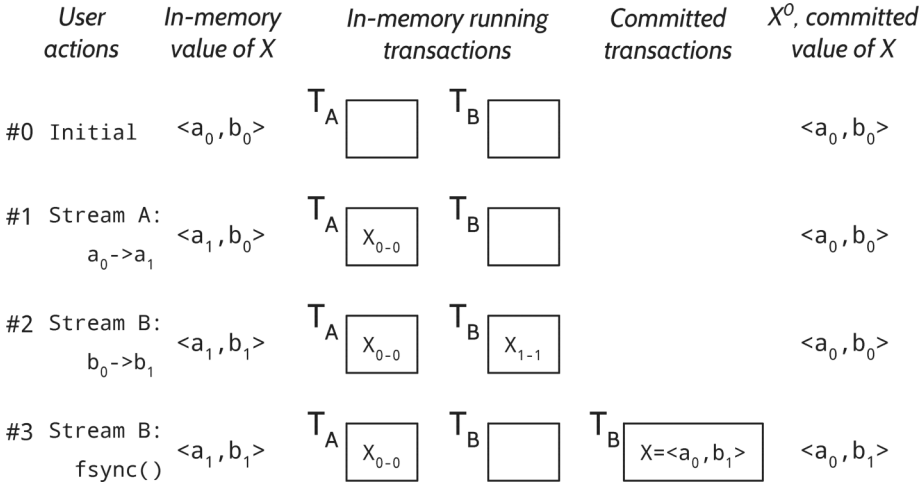 User actions
In-memory value of X
In-memory running transactions
Committed transactions
X⁰, committed value of X
#0 Initial
<a₀,b₀>
T_A
T_B
<a₀,b₀>
#1 Stream A:
a₀->a₁
<a₁,b₀>
T_A
X₀₋₀
T_B
<a₀,b₀>
#2 Stream B:
b₀->b₁
<a₁,b₁>
T_A
X₀₋₀
T_B
X₁₋₁
<a₀,b₀>
#3 Stream B:
fsync()
<a₁,b₁>
T_A
X₀₋₀
T_B
T_B
X=<a₀,b₁>
<a₀,b₁>